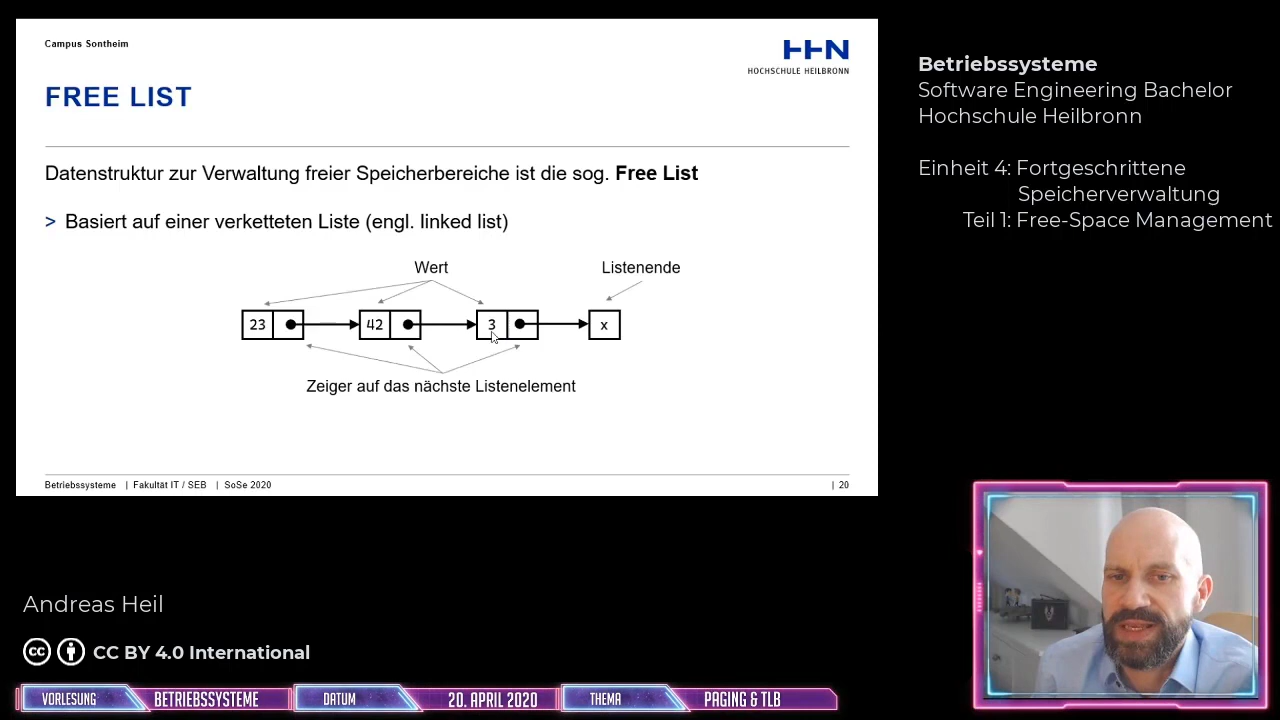 Campus Sontheim
HHN
HOCHSCHULE HEILBRONN
FREE LIST
Datenstruktur zur Verwaltung freier Speicherbereiche ist die sog. Free List
> Basiert auf einer verketteten Liste (engl. linked list)
Wert
Listenende
23
42
3
x
Zeiger auf das nächste Listenelement
Betriebssysteme | Fakultät IT / SEB | SoSe 2020
| 20
Betriebssysteme
Software Engineering Bachelor
Hochschule Heilbronn
Einheit 4: Fortgeschrittene
Speicherverwaltung
Teil 1: Free-Space Management
Andreas Heil
cc
CC BY 4.0 International
VORLESUNG BETRIEBSSYSTEME DATUM 20. APRIL 2020 THEMA PAGING & TLB